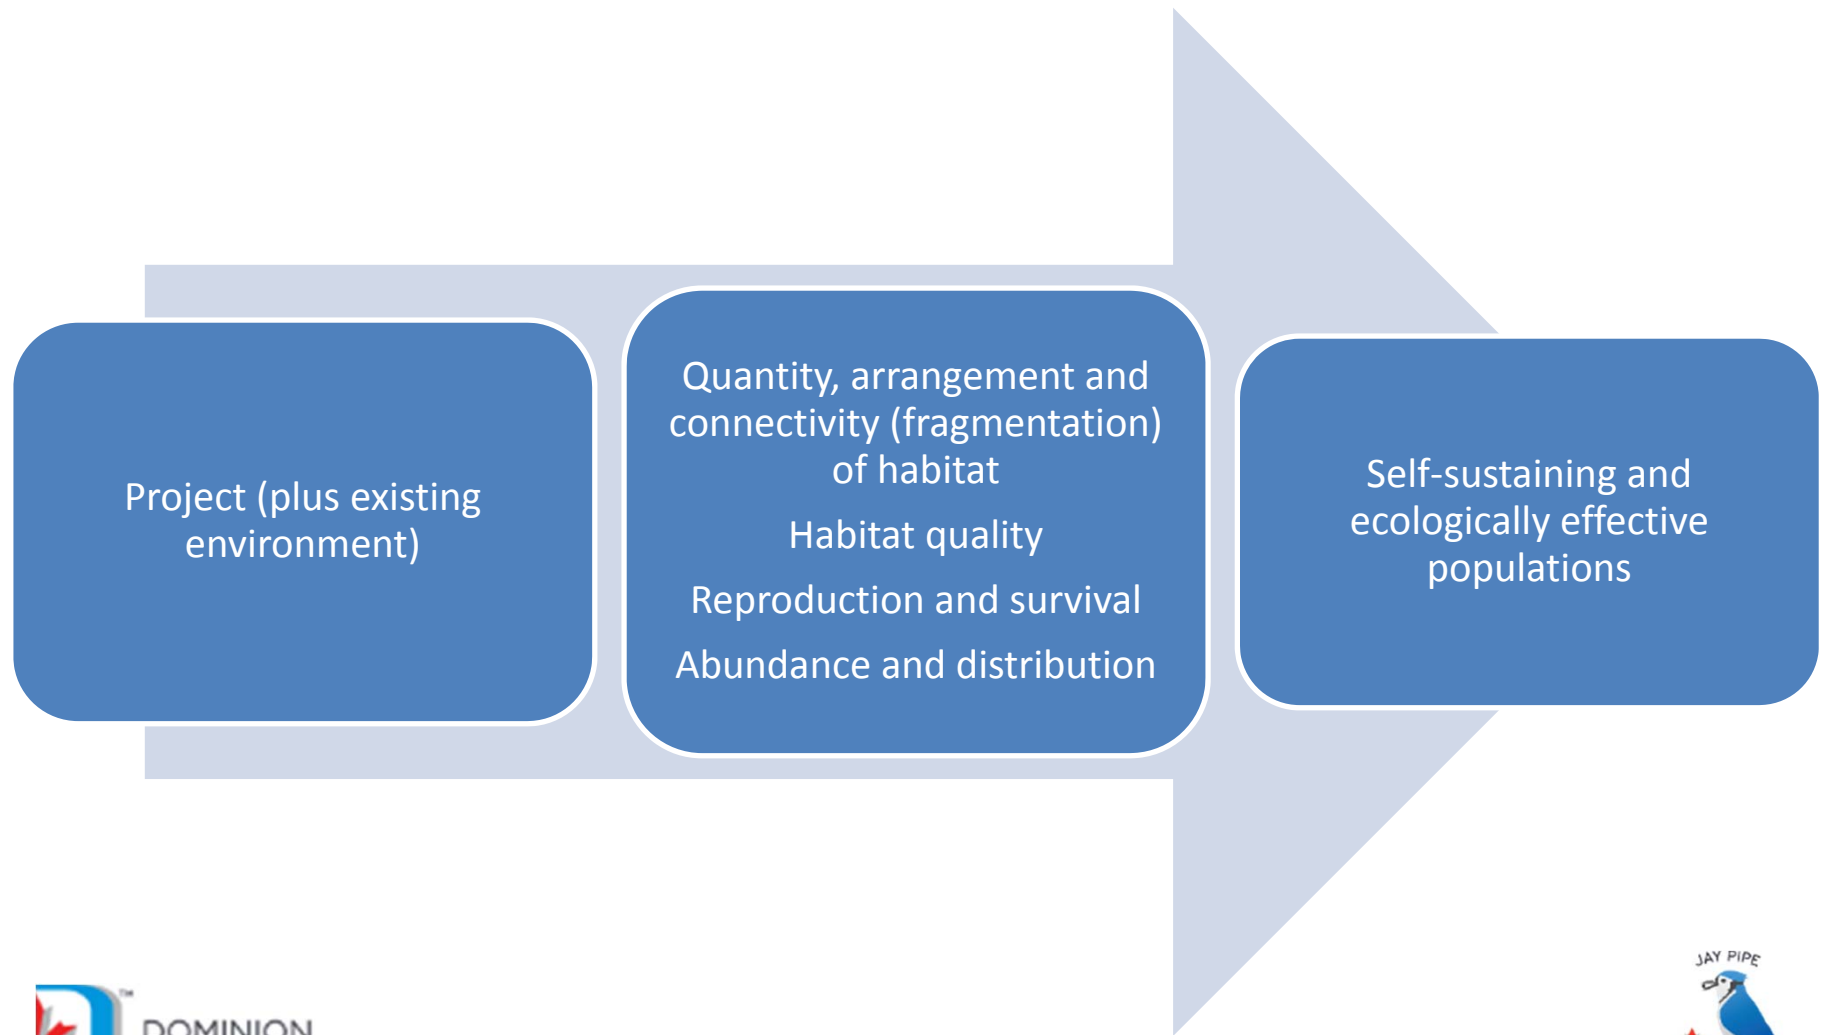 Project (plus existing
environment)
Quantity, arrangement and
connectivity (fragmentation)
of habitat
Habitat quality
Reproduction and survival
Abundance and distribution
Self-sustaining and
ecologically effective
populations
JAY PIPE
™
DOMINION